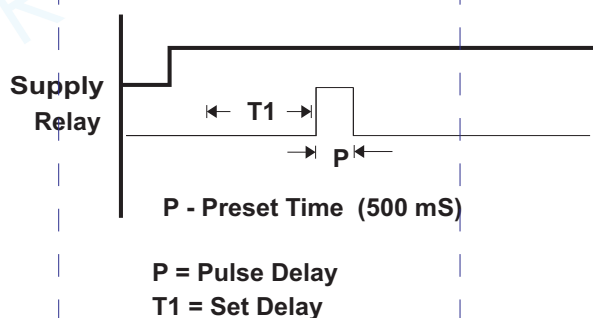 Supply
Relay
T1
P
P - Preset Time (500 mS)
P = Pulse Delay
T1 = Set Delay